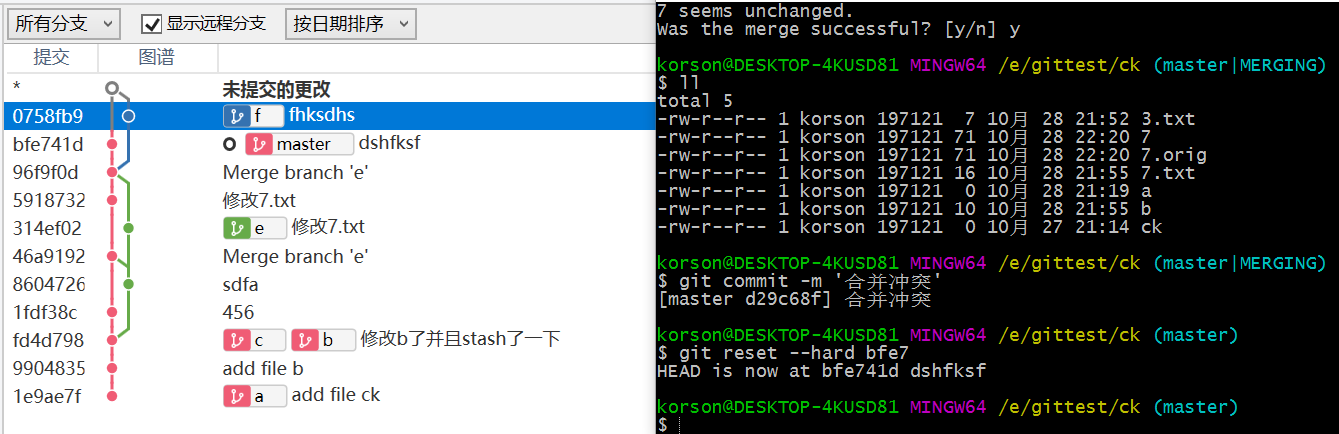 所有分支 显示远程分支 按日期排序
提交 图谱
* 未提交的更改
0758fb9 f fhksdhs
bfe741d master dshfksf
96f9f0d Merge branch 'e'
5918732 修改7.txt
314ef02 e 修改7.txt
46a9192 Merge branch 'e'
8604726 sdfa
1fdf38c 456
fd4d798 c b 修改b了并且stash了一下
9904835 add file b
1e9ae7f a add file ck
7 seems unchanged.
Was the merge successful? [y/n] y
korson@DESKTOP-4KUSD81 MINGW64 /e/gittest/ck (master|MERGING)
$ ll
total 5
-rw-r--r-- 1 korson 197121  7 10月 28 21:52 3.txt
-rw-r--r-- 1 korson 197121 71 10月 28 22:20 7
-rw-r--r-- 1 korson 197121 71 10月 28 22:20 7.orig
-rw-r--r-- 1 korson 197121 16 10月 28 21:55 7.txt
-rw-r--r-- 1 korson 197121  0 10月 28 21:19 a
-rw-r--r-- 1 korson 197121 10 10月 28 21:55 b
-rw-r--r-- 1 korson 197121  0 10月 27 21:14 ck
korson@DESKTOP-4KUSD81 MINGW64 /e/gittest/ck (master|MERGING)
$ git commit -m '合并冲突'
[master d29c68f] 合并冲突
korson@DESKTOP-4KUSD81 MINGW64 /e/gittest/ck (master)
$ git reset --hard bfe7
HEAD is now at bfe741d dshfksf
korson@DESKTOP-4KUSD81 MINGW64 /e/gittest/ck (master)
$